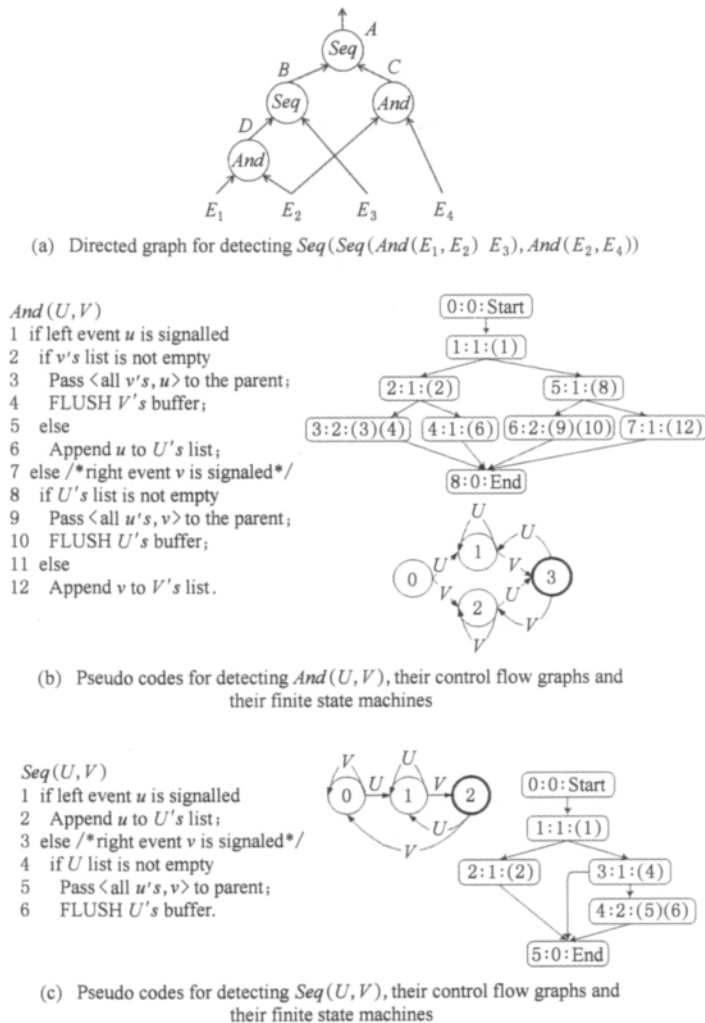 A
Seq
B
C
Seq
And
D
And
E₁ E₂ E₃ E₄
(a) Directed graph for detecting Seq(Seq(And(E₁,E₂) E₃),And(E₂,E₄))
And(U,V)
1 if left event u is signalled
2 if v's list is not empty
3 Pass <all v's, u> to the parent;
4 FLUSH V's buffer;
5 else
6 Append u to U's list;
7 else /*right event v is signaled*/
8 if U's list is not empty
9 Pass <all u's, v> to the parent;
10 FLUSH U's buffer;
11 else
12 Append v to V's list.
0:0:Start
1:1:(1)
2:1:(2) 5:1:(8)
3:2:(3)(4) 4:1:(6) 6:2:(9)(10) 7:1:(12)
8:0:End
U
U
1
U V
0 3
V U
2
V
V
(b) Pseudo codes for detecting And(U,V), their control flow graphs and
their finite state machines
Seq(U,V)
1 if left event u is signalled
2 Append u to U's list;
3 else /*right event v is signaled*/
4 if U list is not empty
5 Pass <all u's, v> to parent;
6 FLUSH U's buffer.
V U
0 U 1 V 2
U
V
0:0:Start
1:1:(1)
2:1:(2) 3:1:(4)
4:2:(5)(6)
5:0:End
(c) Pseudo codes for detecting Seq(U,V), their control flow graphs and
their finite state machines